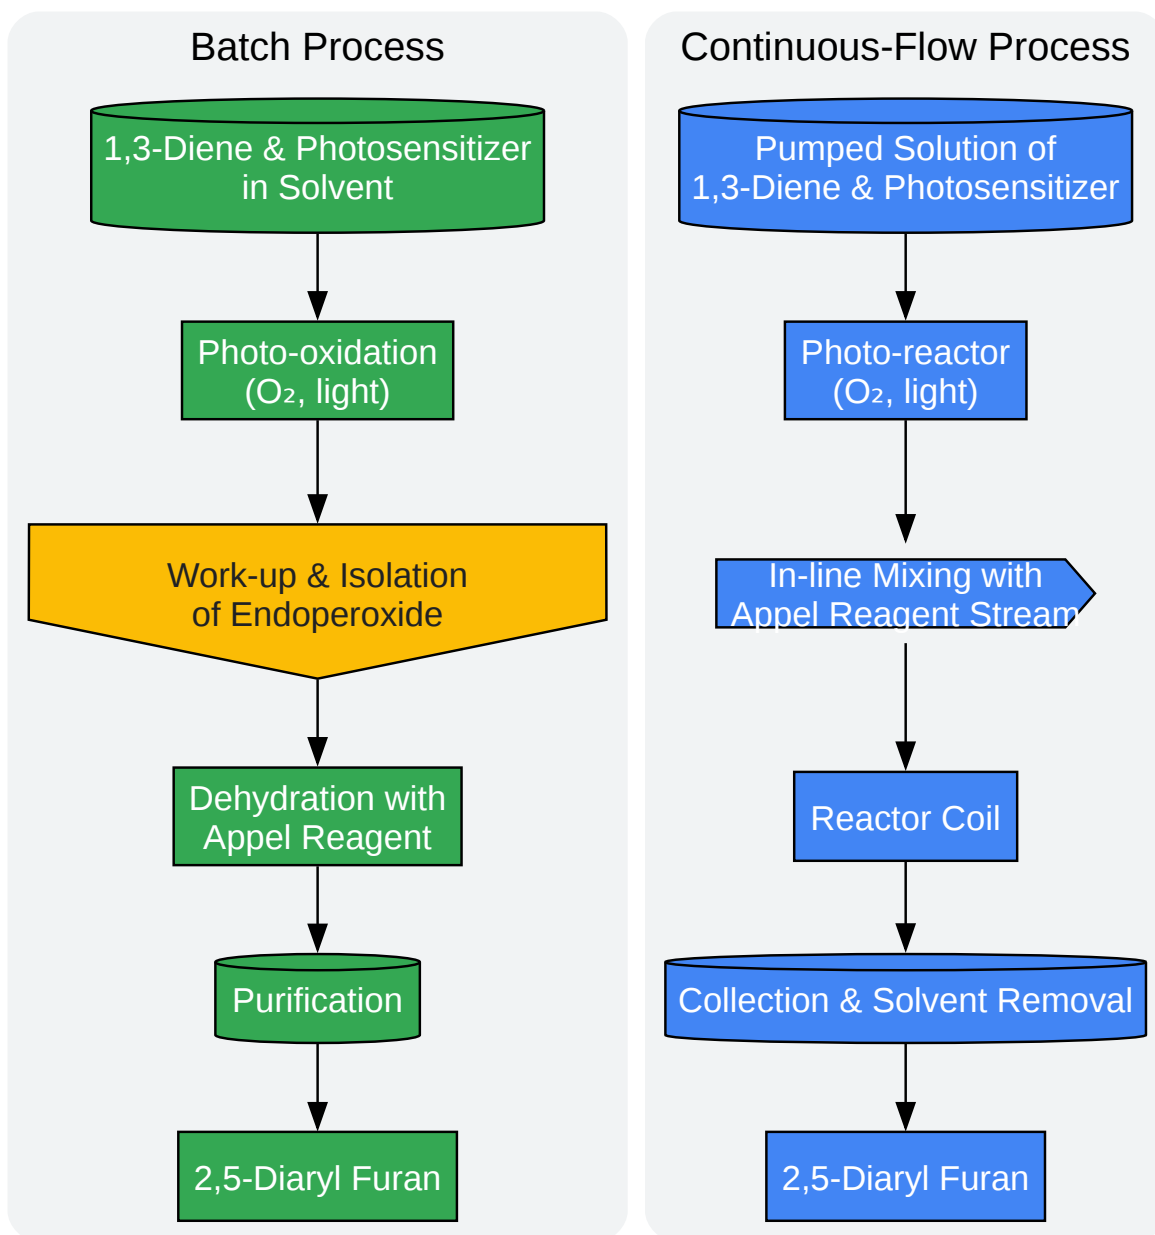 Batch Process
1,3-Diene & Photosensitizer
in Solvent
Photo-oxidation
(O₂, light)
Work-up & Isolation
of Endoperoxide
Dehydration with
Appel Reagent
Purification
2,5-Diaryl Furan
Continuous-Flow Process
Pumped Solution of
1,3-Diene & Photosensitizer
Photo-reactor
(O₂, light)
In-line Mixing with
Appel Reagent Stream
Reactor Coil
Collection & Solvent Removal
2,5-Diaryl Furan